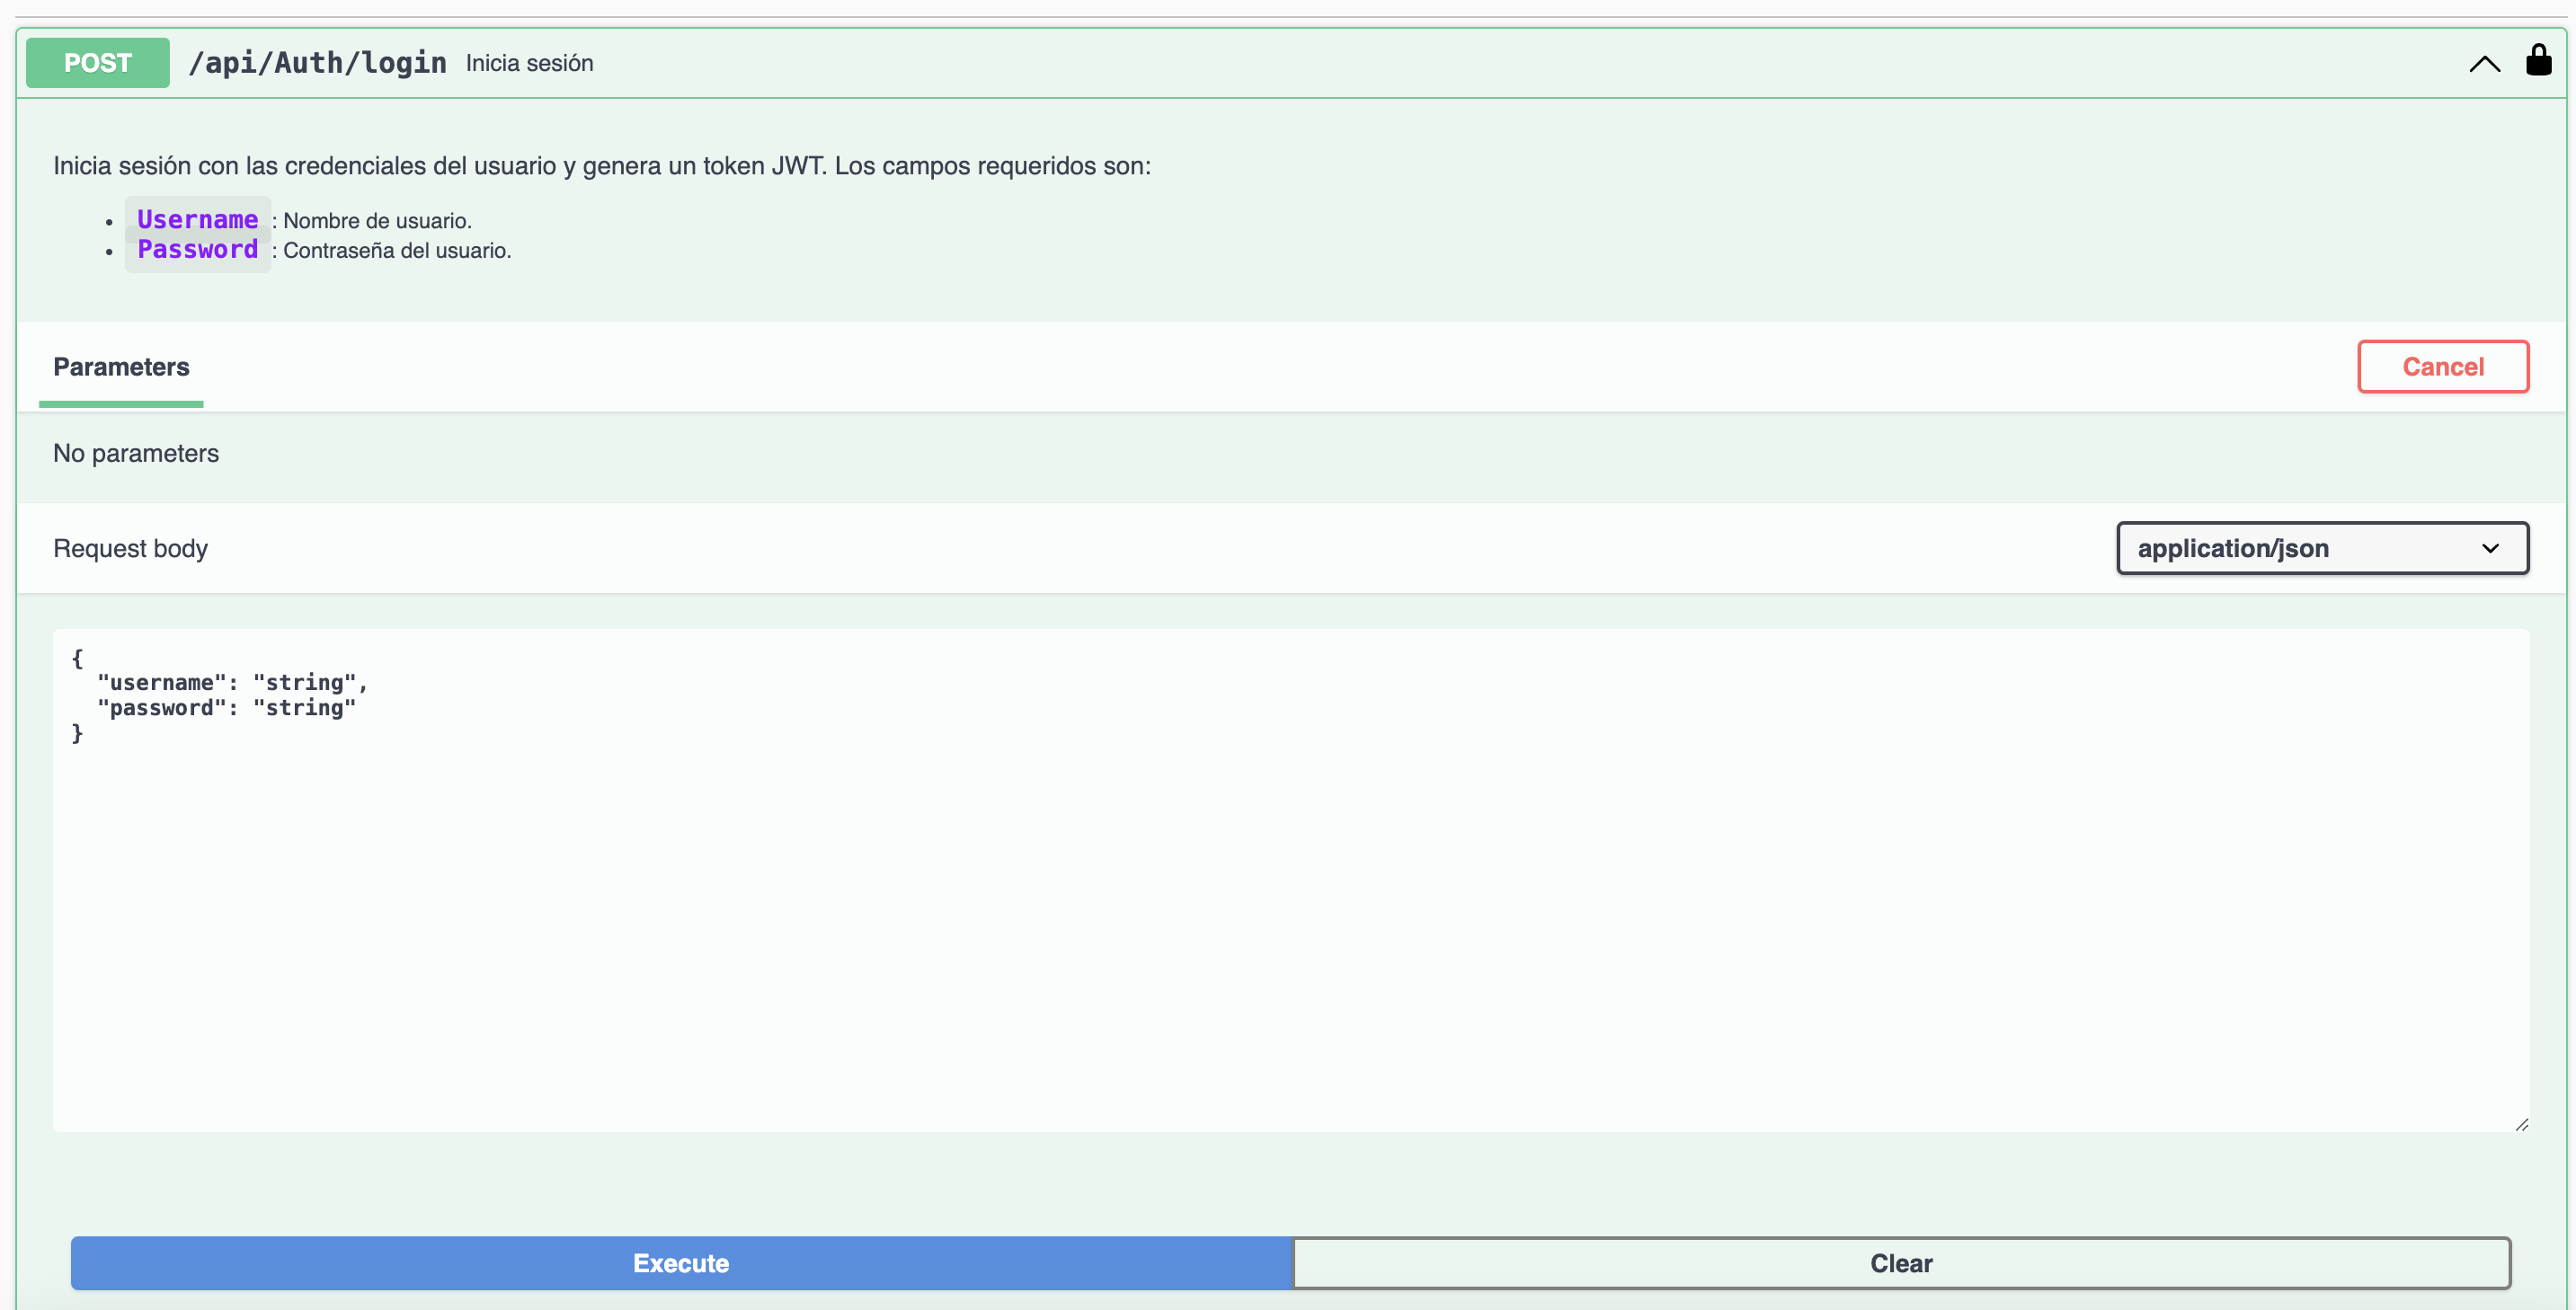 POST /api/Auth/login Inicia sesión
Inicia sesión con las credenciales del usuario y genera un token JWT. Los campos requeridos son:
• Username : Nombre de usuario.
• Password : Contraseña del usuario.
Parameters
Cancel
No parameters
Request body
application/json
{
  "username": "string",
  "password": "string"
}
Execute
Clear